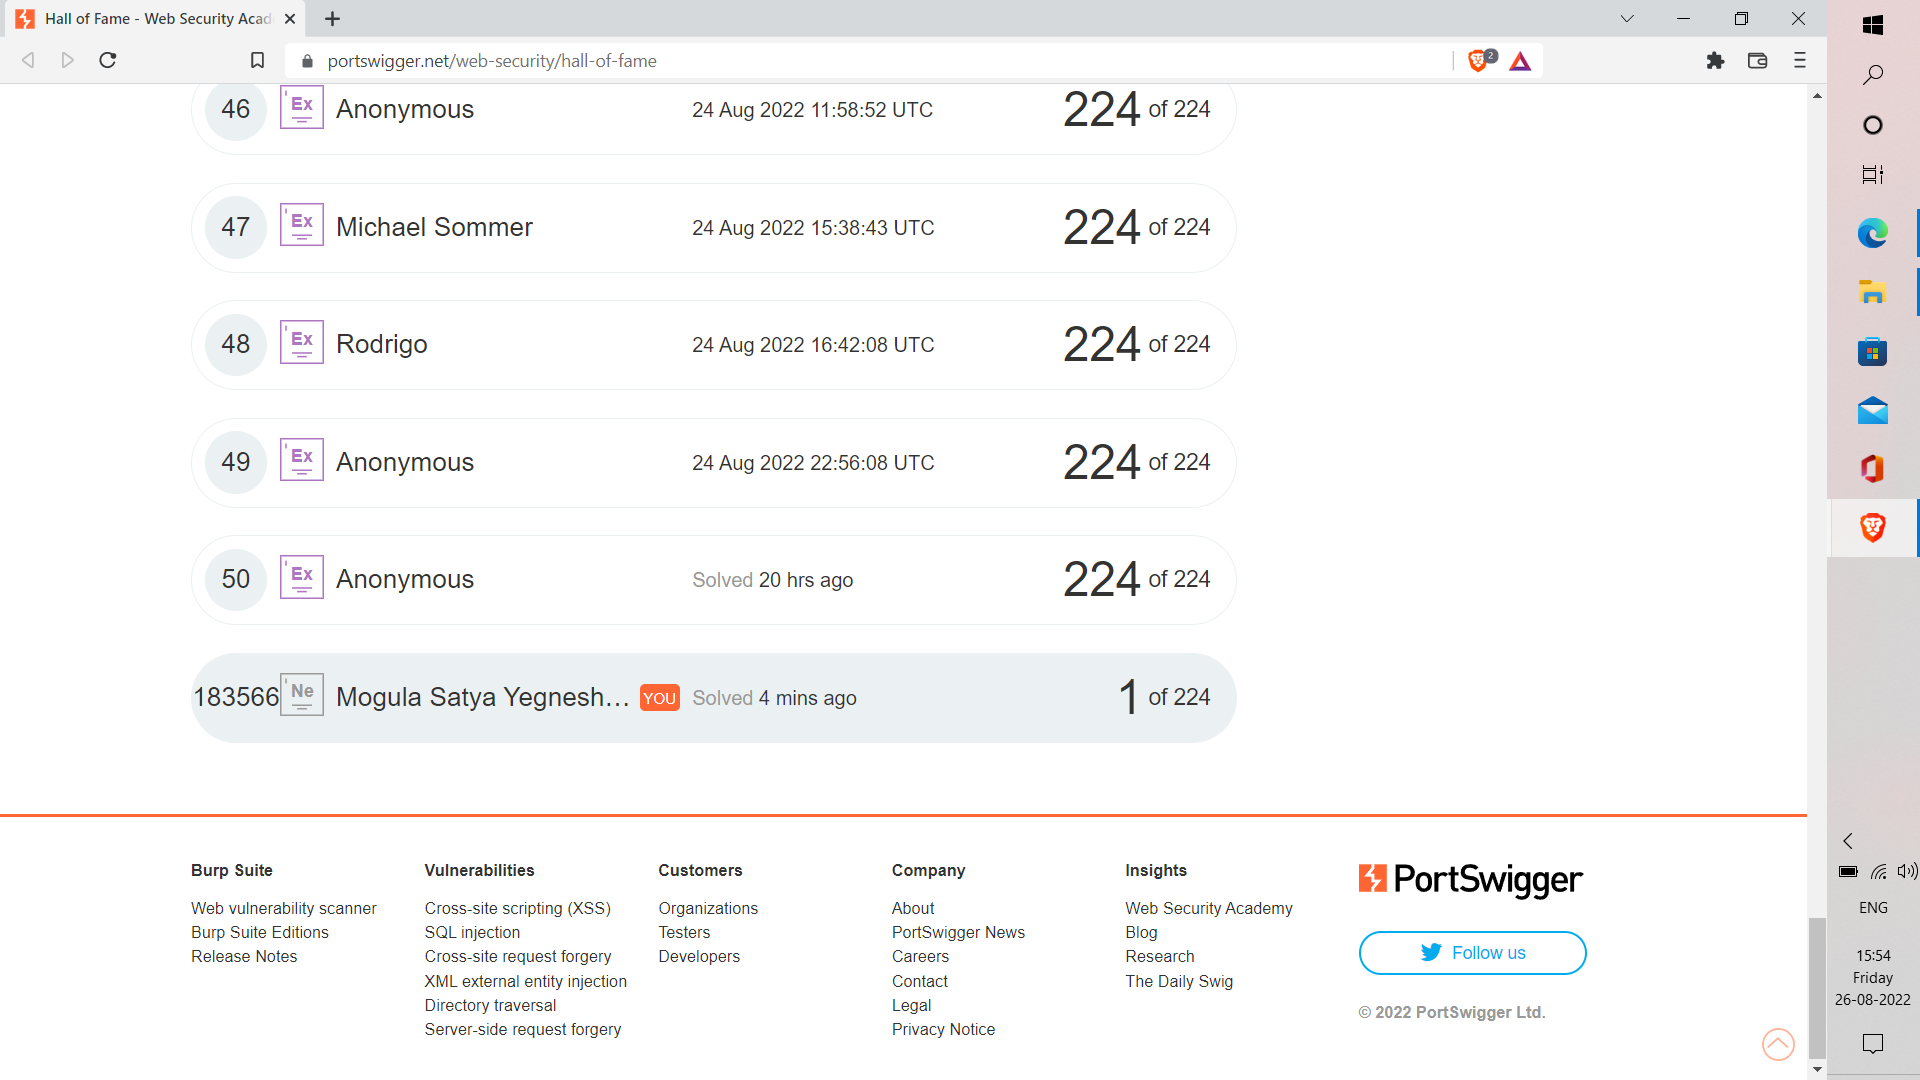 Hall of Fame - Web Security Acad
portswigger.net/web-security/hall-of-fame
2
46 Ex Anonymous 24 Aug 2022 11:58:52 UTC 224 of 224
47 Ex Michael Sommer 24 Aug 2022 15:38:43 UTC 224 of 224
48 Ex Rodrigo 24 Aug 2022 16:42:08 UTC 224 of 224
49 Ex Anonymous 24 Aug 2022 22:56:08 UTC 224 of 224
50 Ex Anonymous Solved 20 hrs ago 224 of 224
183566 Ne Mogula Satya Yegnesh... YOU Solved 4 mins ago 1 of 224
Burp Suite
Web vulnerability scanner
Burp Suite Editions
Release Notes
Vulnerabilities
Cross-site scripting (XSS)
SQL injection
Cross-site request forgery
XML external entity injection
Directory traversal
Server-side request forgery
Customers
Organizations
Testers
Developers
Company
About
PortSwigger News
Careers
Contact
Legal
Privacy Notice
Insights
Web Security Academy
Blog
Research
The Daily Swig
PortSwigger
Follow us
© 2022 PortSwigger Ltd.
ENG
15:54
Friday
26-08-2022